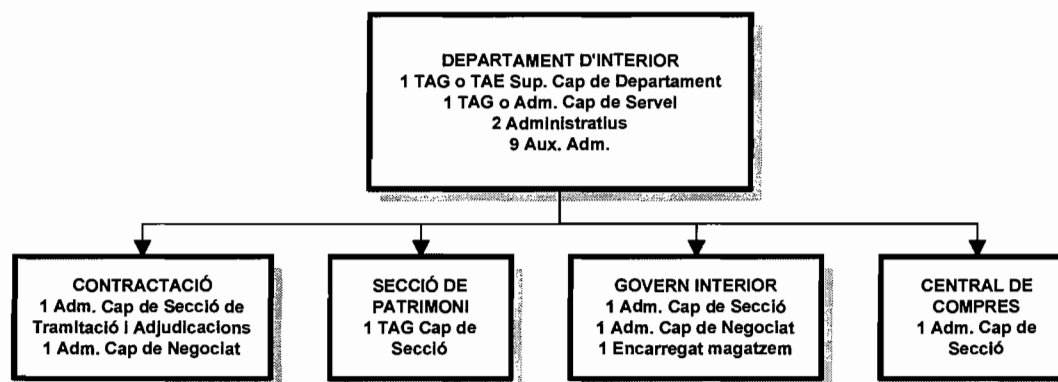 DEPARTAMENT D'INTERIOR
1 TAG o TAE Sup. Cap de Departament
1 TAG o Adm. Cap de Servei
2 Administratius
9 Aux. Adm.
CONTRACTACIÓ
1 Adm. Cap de Secció de
Tramitació i Adjudicacions
1 Adm. Cap de Negociat
SECCIÓ DE
PATRIMONI
1 TAG Cap de
Secció
GOVERN INTERIOR
1 Adm. Cap de Secció
1 Adm. Cap de Negociat
1 Encarregat magatzem
CENTRAL DE
COMPRES
1 Adm. Cap de
Secció